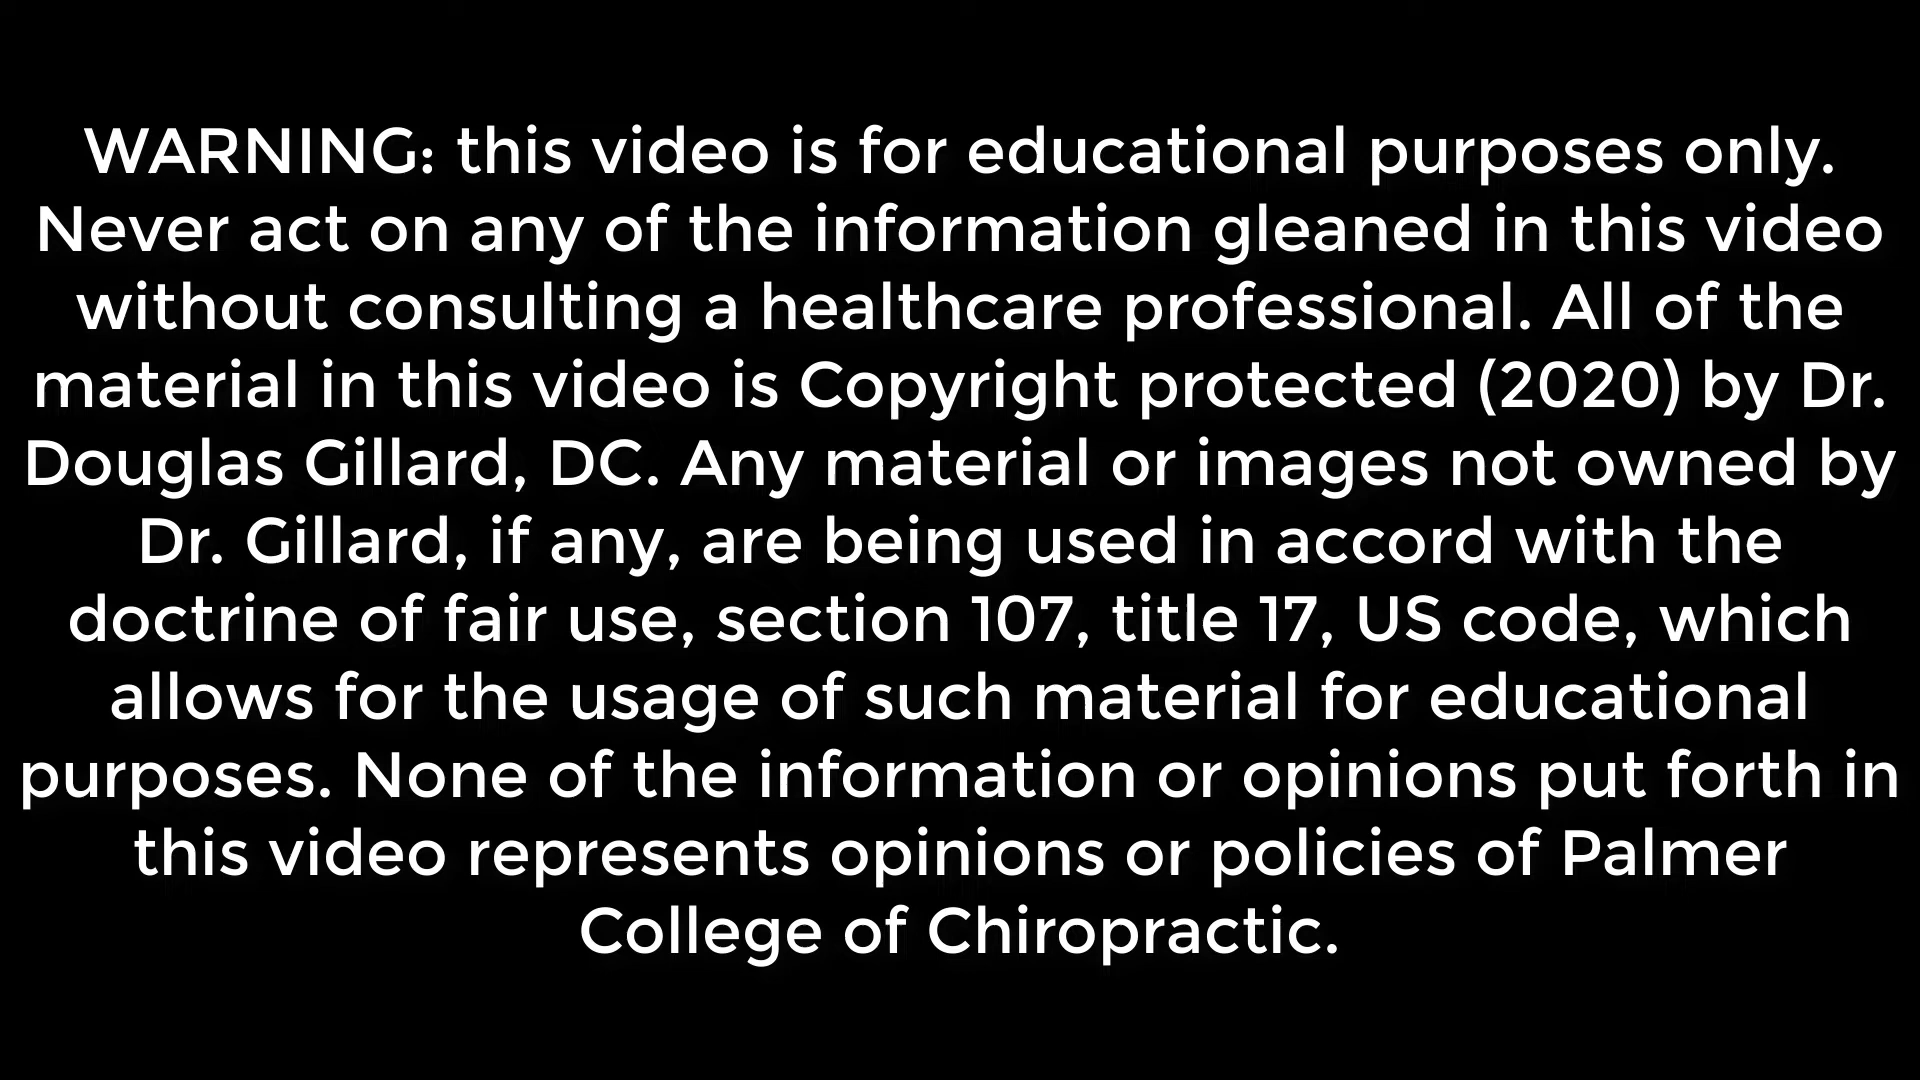 WARNING: this video is for educational purposes only.
Never act on any of the information gleaned in this video
without consulting a healthcare professional. All of the
material in this video is Copyright protected (2020) by Dr.
Douglas Gillard, DC. Any material or images not owned by
Dr. Gillard, if any, are being used in accord with the
doctrine of fair use, section 107, title 17, US code, which
allows for the usage of such material for educational
purposes. None of the information or opinions put forth in
this video represents opinions or policies of Palmer
College of Chiropractic.